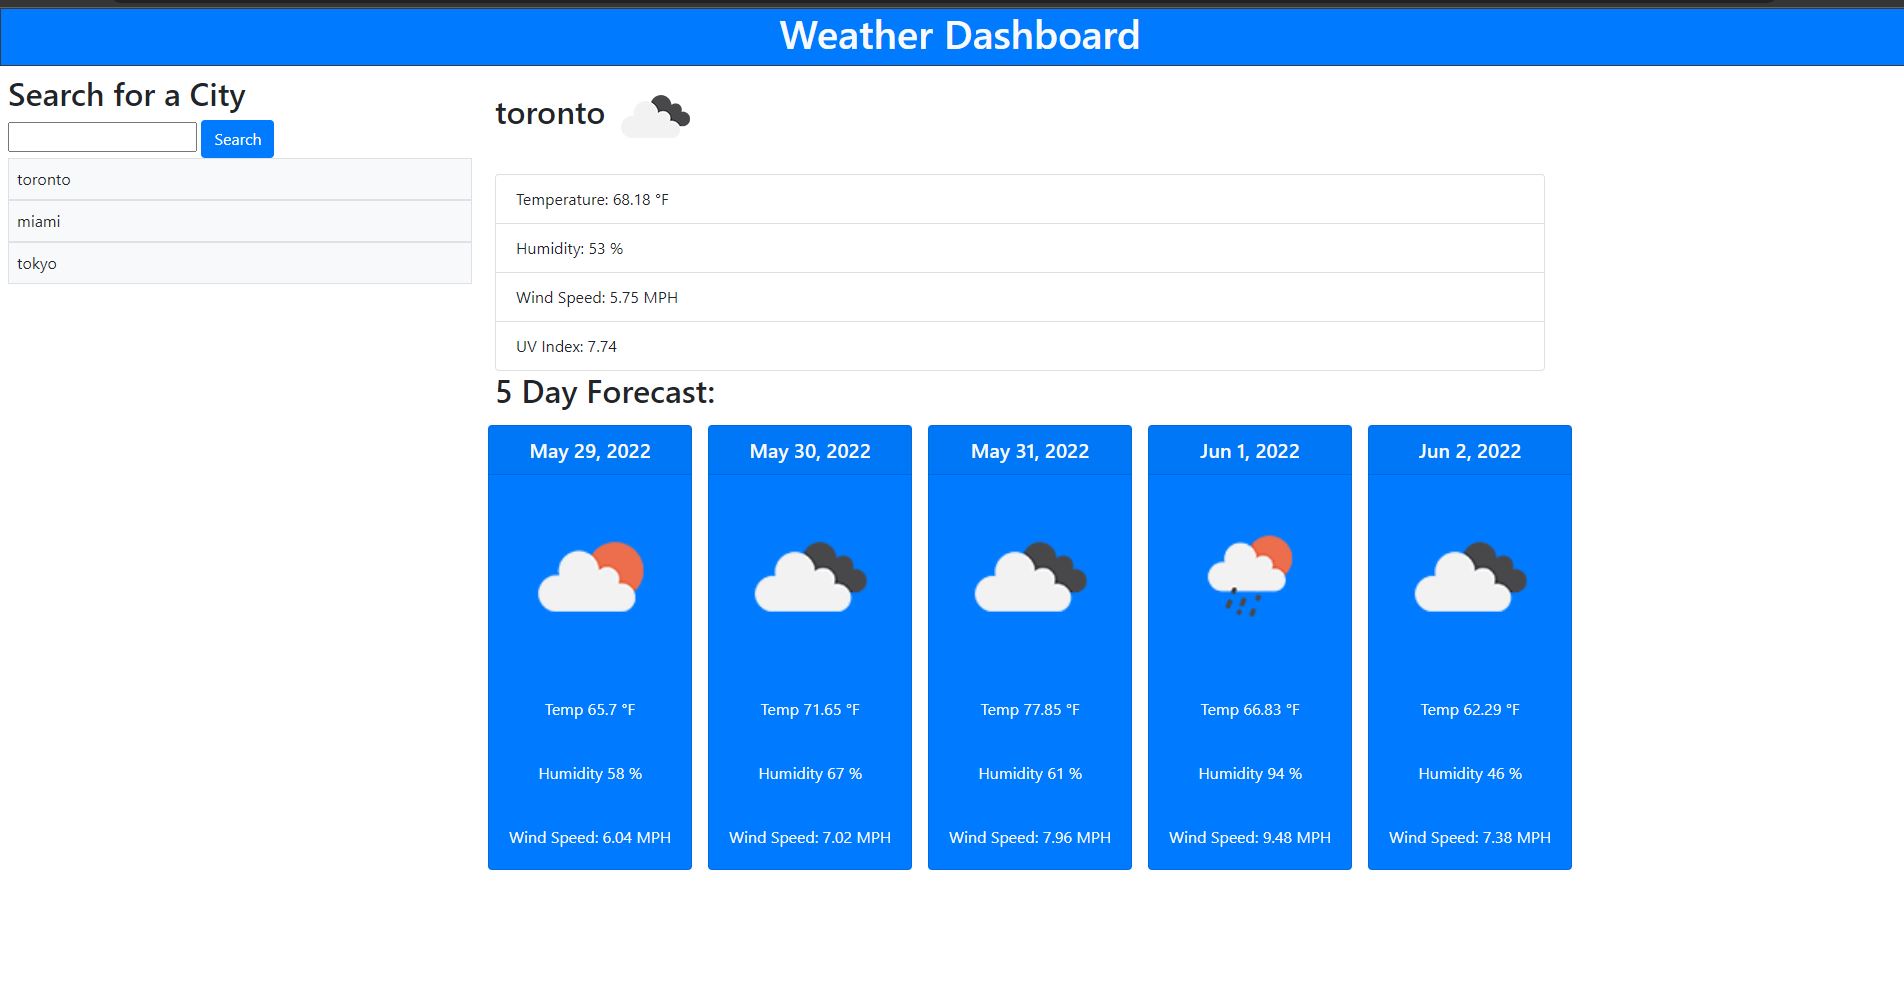 Weather Dashboard
Search for a City
Search
toronto
miami
tokyo
toronto
Temperature: 68.18 °F
Humidity: 53 %
Wind Speed: 5.75 MPH
UV Index: 7.74
5 Day Forecast:
May 29, 2022
Temp 65.7 °F
Humidity 58 %
Wind Speed: 6.04 MPH
May 30, 2022
Temp 71.65 °F
Humidity 67 %
Wind Speed: 7.02 MPH
May 31, 2022
Temp 77.85 °F
Humidity 61 %
Wind Speed: 7.96 MPH
Jun 1, 2022
Temp 66.83 °F
Humidity 94 %
Wind Speed: 9.48 MPH
Jun 2, 2022
Temp 62.29 °F
Humidity 46 %
Wind Speed: 7.38 MPH